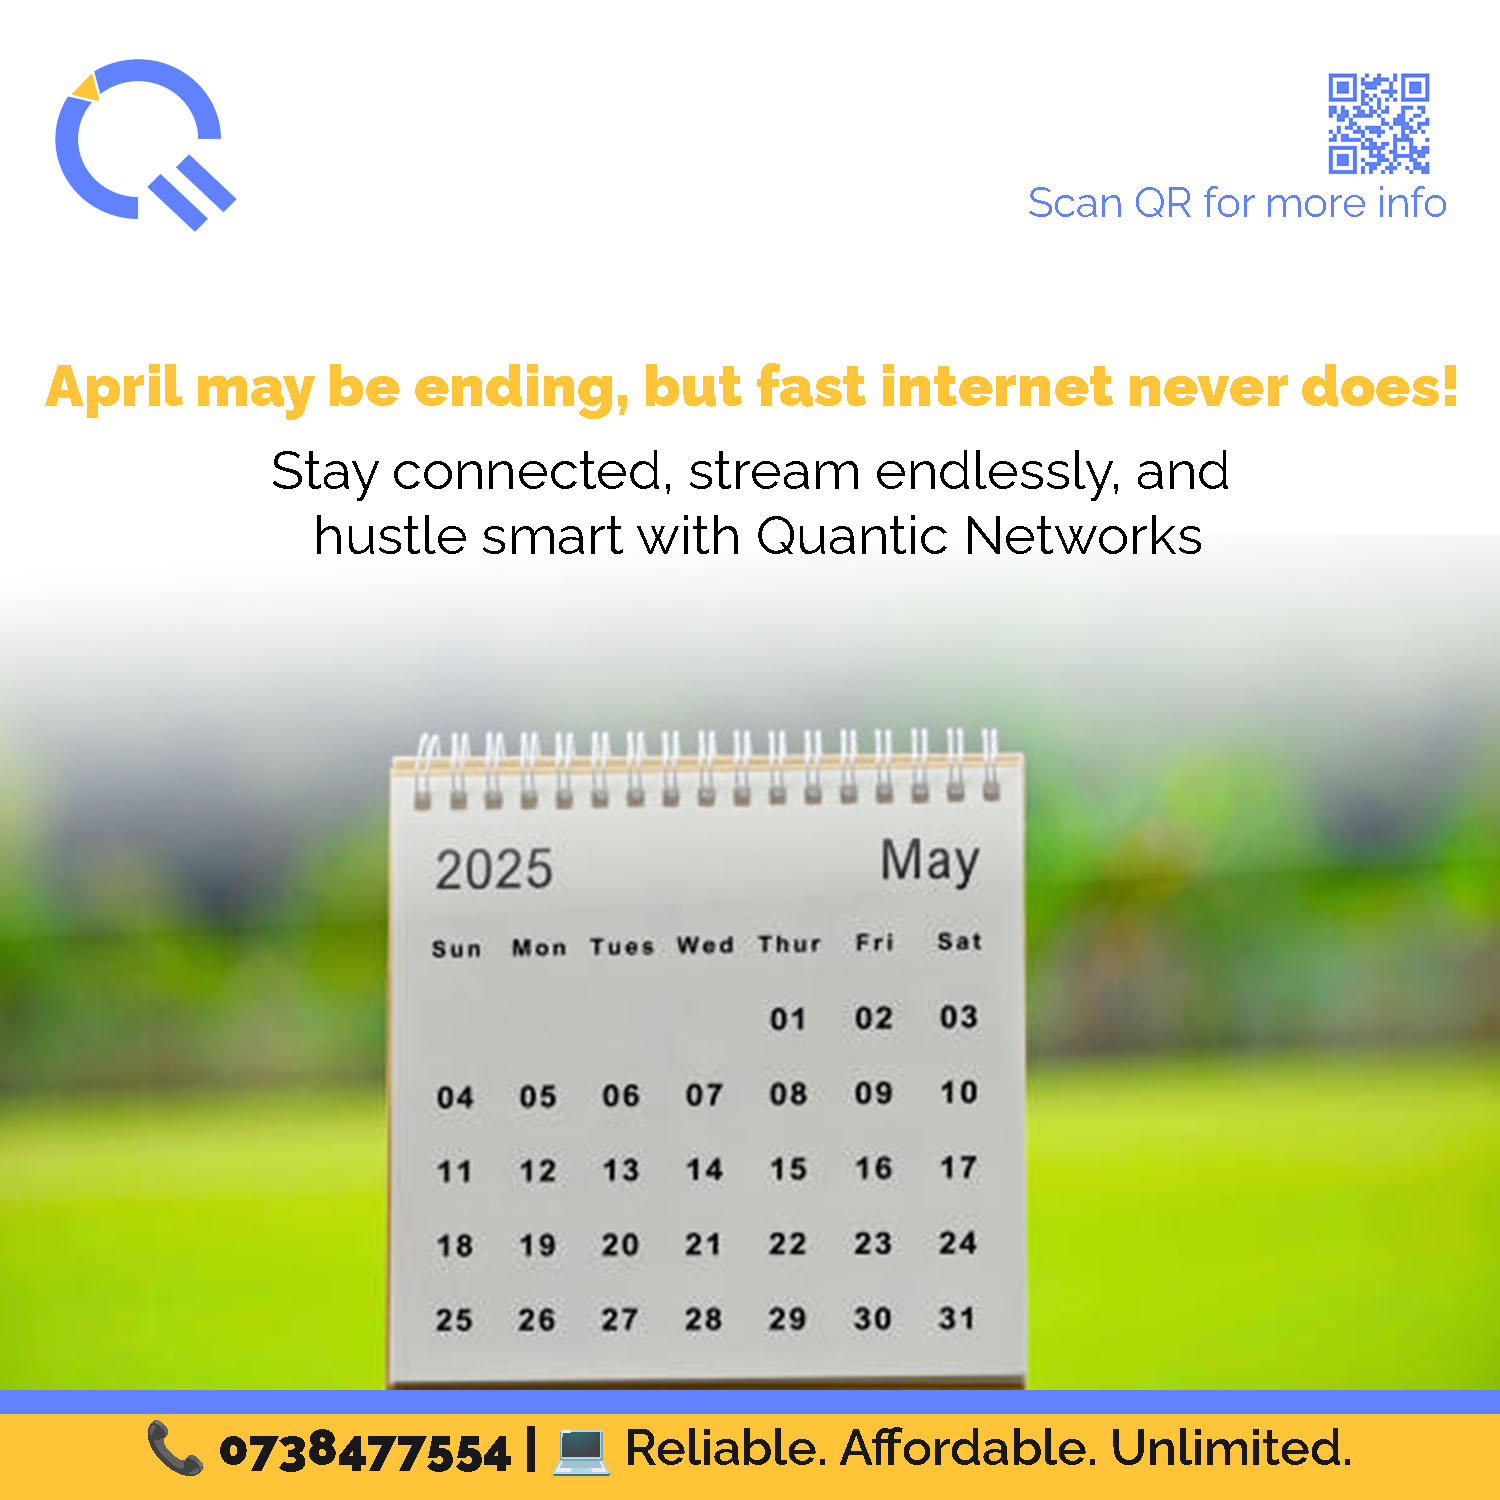 Scan QR for more info
April may be ending, but fast internet never does!
Stay connected, stream endlessly, and
hustle smart with Quantic Networks
2025 May
Sun Mon Tues Wed Thur Fri Sat
01 02 03
04 05 06 07 08 09 10
11 12 13 14 15 16 17
18 19 20 21 22 23 24
25 26 27 28 29 30 31
📞 0738477554 | 💻 Reliable. Affordable. Unlimited.